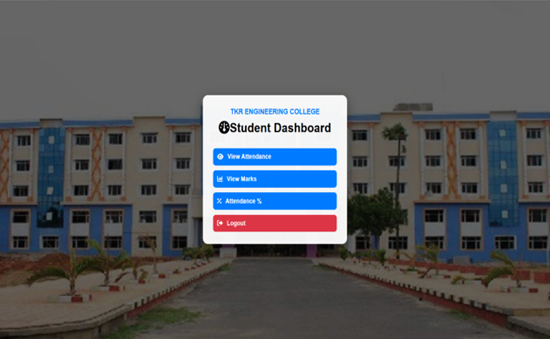 TKR ENGINEERING COLLEGE
Student Dashboard
View Attendance
View Marks
Attendance %
Logout